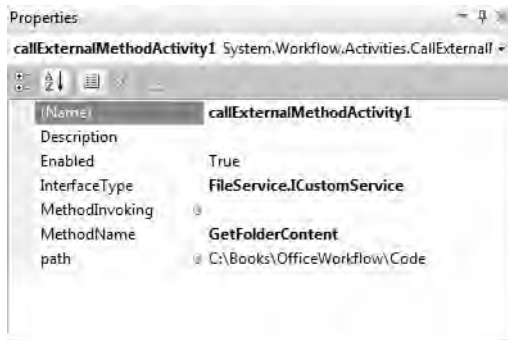 Properties
callExternalMethodActivity1 System.Workflow.Activities.CallExternalM
(Name) callExternalMethodActivity1
Description
Enabled True
InterfaceType FileService.ICustomService
MethodInvoking
MethodName GetFolderContent
path C:\Books\OfficeWorkflow\Code